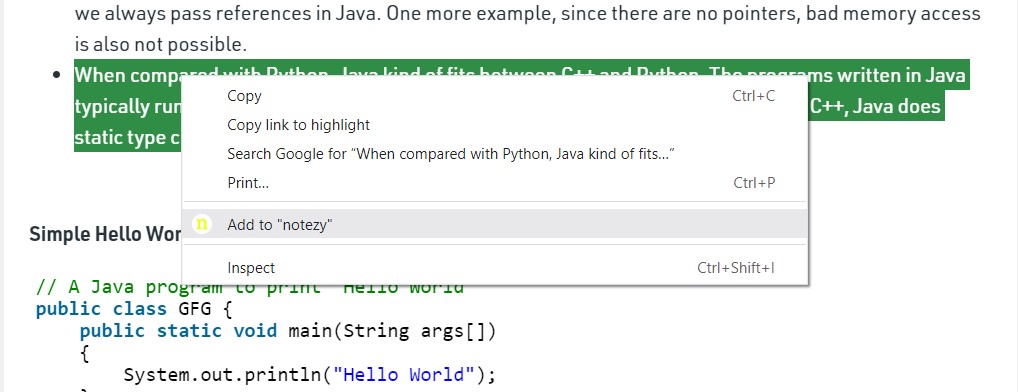 we always pass references in Java. One more example, since there are no pointers, bad memory access
is also not possible.
• When compared with Python, Java kind of fits between C++ and Python. The programs written in Java
typically run C++, Java does
static type c
Copy Ctrl+C
Copy link to highlight
Search Google for "When compared with Python, Java kind of fits..."
Print... Ctrl+P
n Add to "notezy"
Inspect Ctrl+Shift+I
Simple Hello Wor
// A Java program to print "Hello World"
public class GFG {
public static void main(String args[])
{
System.out.println("Hello World");